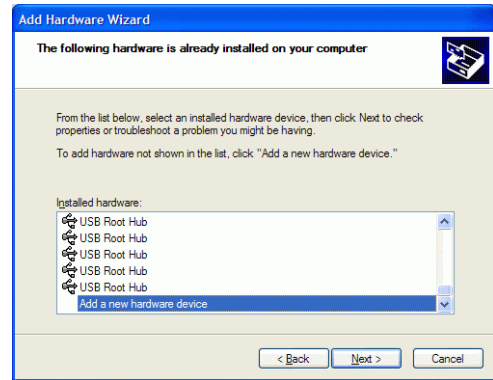 Add Hardware Wizard
The following hardware is already installed on your computer
From the list below, select an installed hardware device, then click Next to check
properties or troubleshoot a problem you might be having.
To add hardware not shown in the list, click "Add a new hardware device."
Installed hardware:
USB Root Hub
USB Root Hub
USB Root Hub
USB Root Hub
USB Root Hub
Add a new hardware device
< Back Next > Cancel